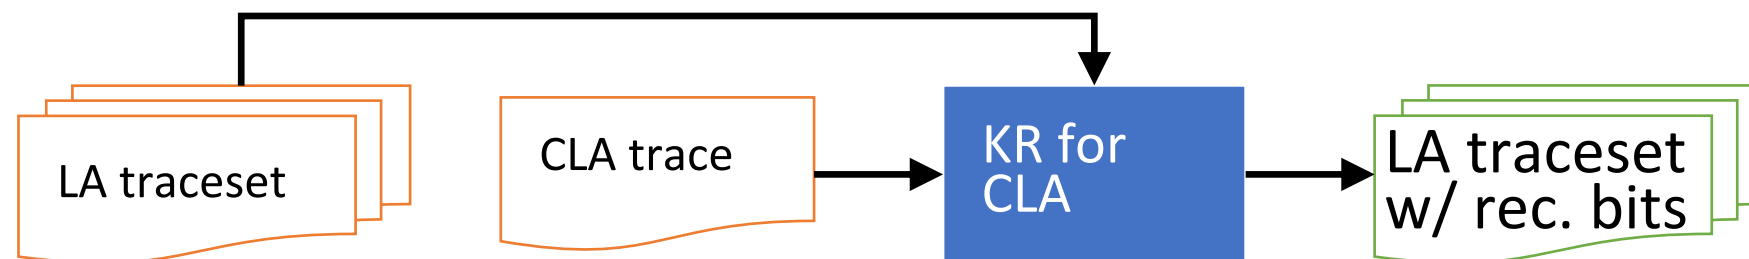 LA traceset
CLA trace
KR for
CLA
LA traceset
w/ rec. bits